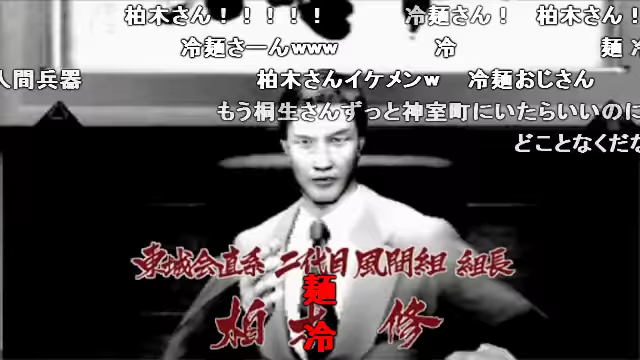 柏木さん！！！！！ 冷麺さん！ 柏木さん！
冷麺さーんwww 冷 麺 冷
人間兵器 柏木さんイケメンw 冷麺おじさん
もう桐生さんずっと神室町にいたらいいのに
どことなくだな
東城会直系 二代目風間組 組長
麺
柏木 修
冷